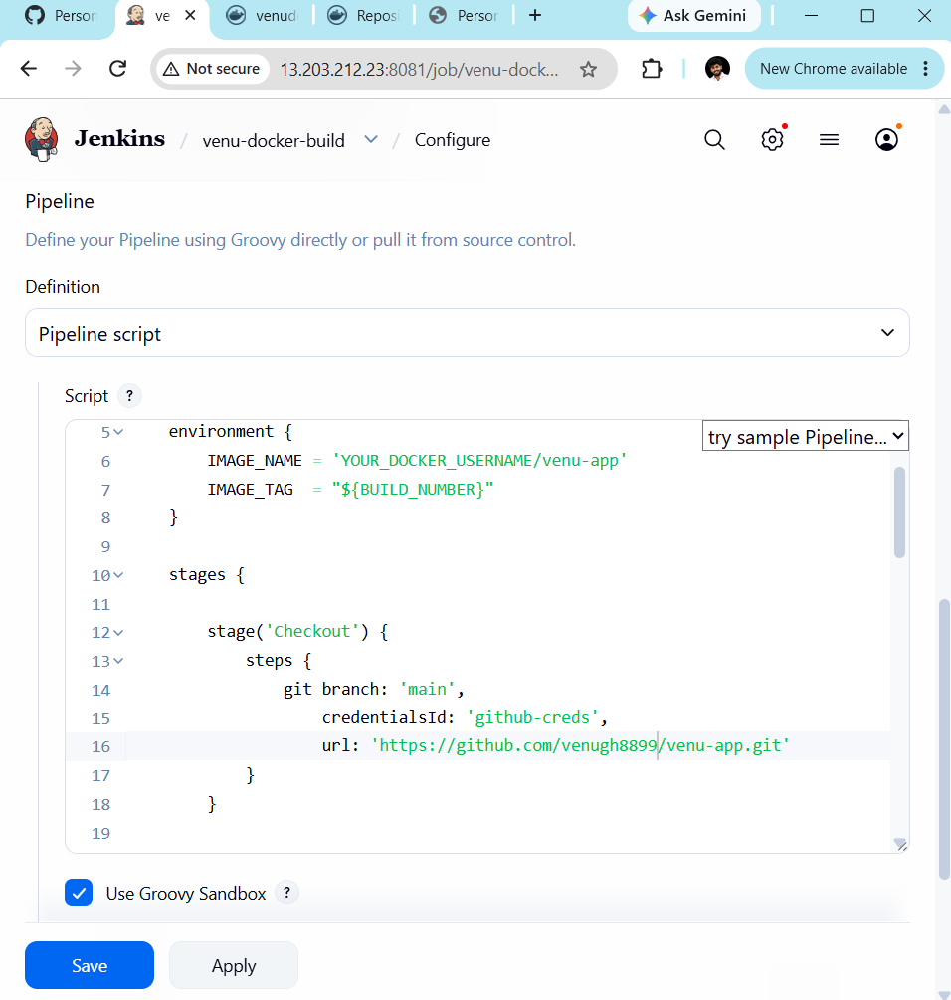 Person
ve
venud
Reposi
Person
Ask Gemini
Not secure
13.203.212.23:8081/job/venu-dock...
New Chrome available
Jenkins / venu-docker-build / Configure
Pipeline
Define your Pipeline using Groovy directly or pull it from source control.
Definition
Pipeline script
Script ?
try sample Pipeline...
5 environment {
6 IMAGE_NAME = 'YOUR_DOCKER_USERNAME/venu-app'
7 IMAGE_TAG = "${BUILD_NUMBER}"
8 }
9
10 stages {
11
12 stage('Checkout') {
13 steps {
14 git branch: 'main',
15 credentialsId: 'github-creds',
16 url: 'https://github.com/venugh8899/venu-app.git'
17 }
18 }
19
Use Groovy Sandbox ?
Save
Apply